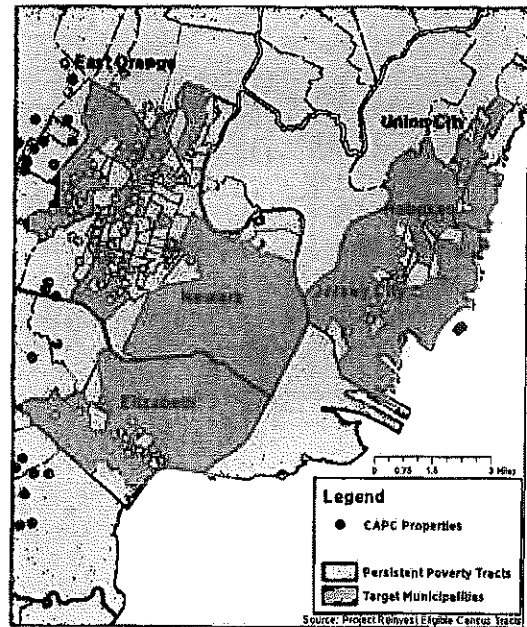 East Orange
Union City
Hoboken
Newark
Jersey City
Elizabeth
0 0.75 1.5 3 Miles
Legend
CAPC Properties
Persistent Poverty Tracts
Target Municipalities
Source: Project Reinvest Eligible Census Tracts